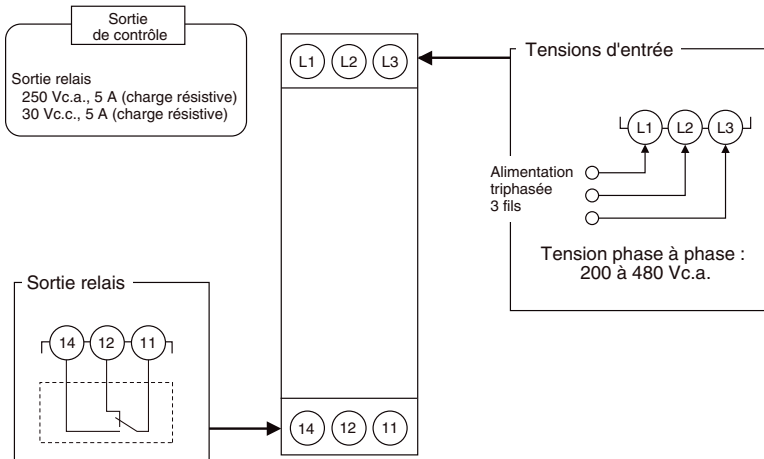 Sortie
de contrôle
Sortie relais
250 Vc.a., 5 A (charge résistive)
30 Vc.c., 5 A (charge résistive)
L1 L2 L3
Tensions d'entrée
L1 L2 L3
Alimentation
triphasée
3 fils
Tension phase à phase :
200 à 480 Vc.a.
Sortie relais
14 12 11
14 12 11